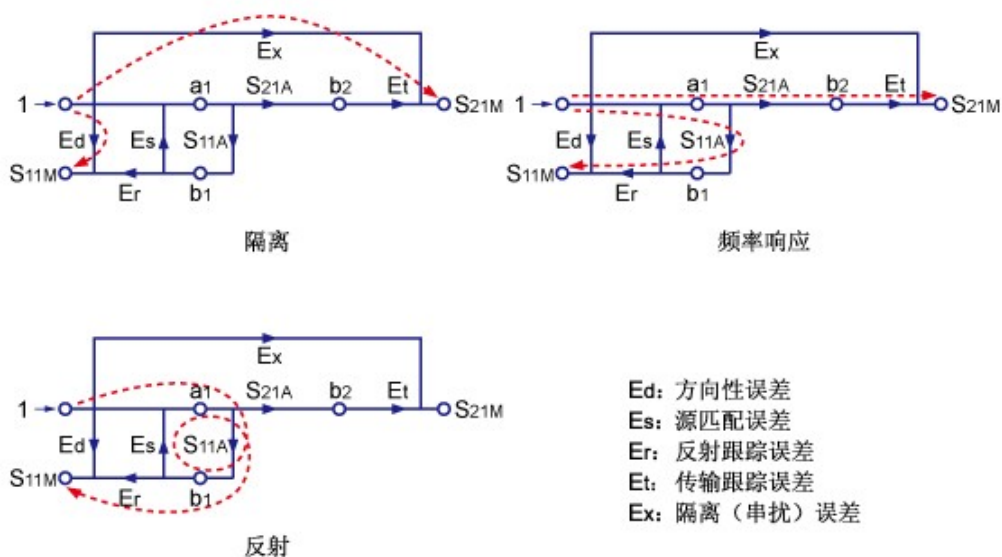 Ex
a1 S21A b2 Et
1 S21M
Ed Es S11A
S11M
Er b1
隔离
Ex
a1 S21A b2 Et
1 S21M
Ed Es S11A
S11M
Er b1
频率响应
Ex
a1 S21A b2 Et
1 S21M
Ed Es S11A
S11M
Er b1
反射
Ed: 方向性误差
Es: 源匹配误差
Er: 反射跟踪误差
Et: 传输跟踪误差
Ex: 隔离（串扰）误差